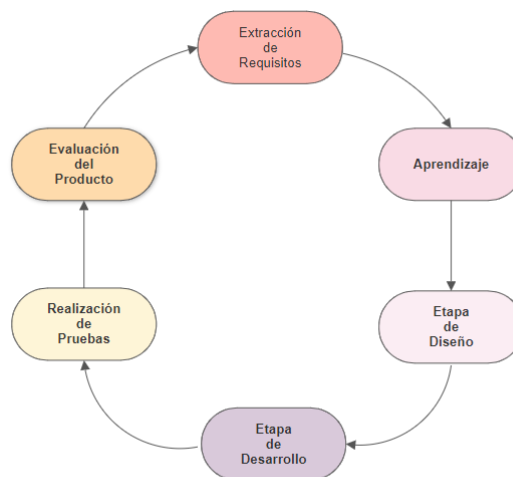 Extracción
de
Requisitos
Aprendizaje
Etapa
de
Diseño
Etapa
de
Desarrollo
Realización
de
Pruebas
Evaluación
del
Producto